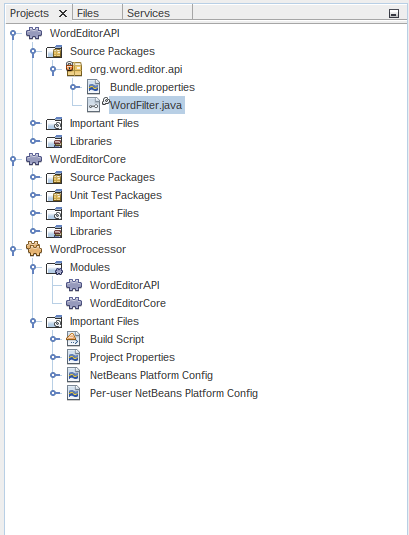 Projects Files Services
WordEditorAPI
Source Packages
org.word.editor.api
Bundle.properties
WordFilter.java
Important Files
Libraries
WordEditorCore
Source Packages
Unit Test Packages
Important Files
Libraries
WordProcessor
Modules
WordEditorAPI
WordEditorCore
Important Files
Build Script
Project Properties
NetBeans Platform Config
Per-user NetBeans Platform Config